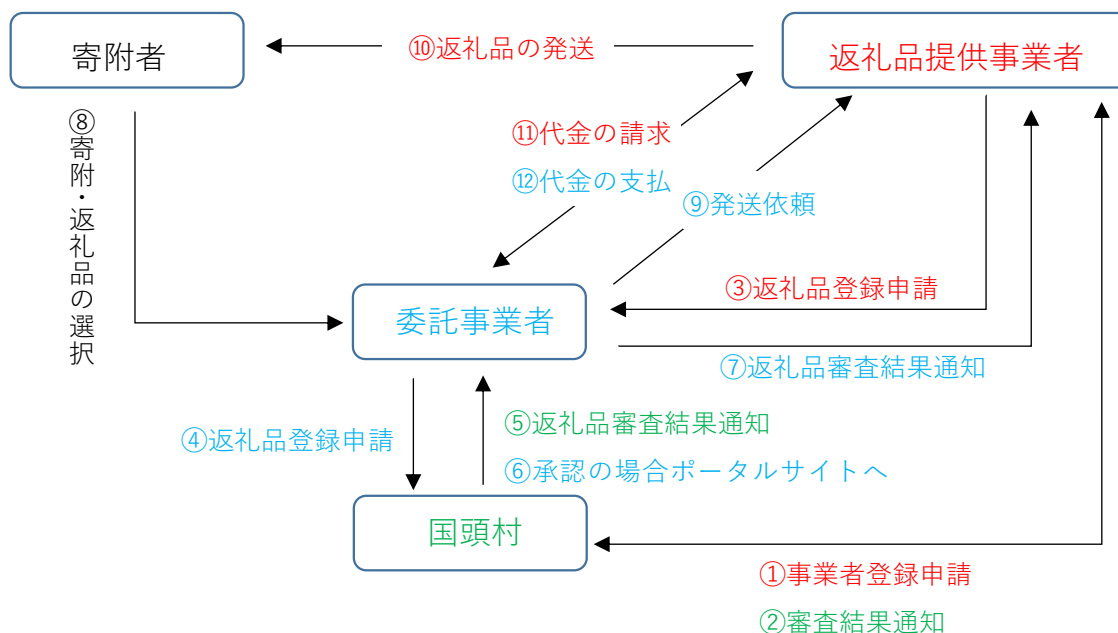 寄附者
⑩返礼品の発送
返礼品提供事業者
⑧寄附・返礼品の選択
⑪代金の請求
⑫代金の支払
⑨発送依頼
③返礼品登録申請
委託事業者
⑦返礼品審査結果通知
④返礼品登録申請
⑤返礼品審査結果通知
⑥承認の場合ポータルサイトへ
国頭村
①事業者登録申請
②審査結果通知